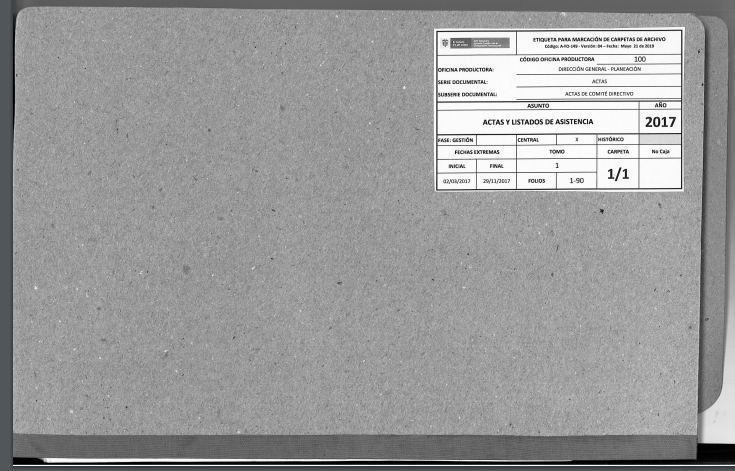 ETIQUETA PARA MARCACIÓN DE CARPETAS DE ARCHIVO
Código: A-FO-149 - Versión: 04 – Fecha: Mayo 21 de 2019
CÓDIGO OFICINA PRODUCTORA 100
OFICINA PRODUCTORA: DIRECCIÓN GENERAL - PLANEACIÓN
SERIE DOCUMENTAL: ACTAS
SUBSERIE DOCUMENTAL: ACTAS DE COMITÉ DIRECTIVO
ASUNTO AÑO
ACTAS Y LISTADOS DE ASISTENCIA 2017
FASE: GESTIÓN CENTRAL X HISTÓRICO
FECHAS EXTREMAS TOMO CARPETA No Caja
INICIAL FINAL 1 1/1
02/03/2017 29/11/2017 FOLIOS 1-90